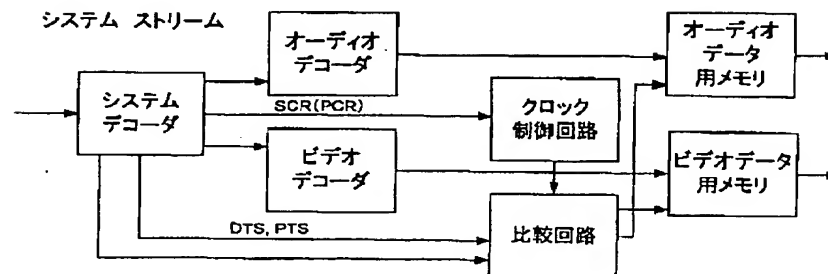 システム ストリーム
オーディオ
デコーダ
オーディオ
データ
用メモリ
システム
デコーダ
SCR(PCR)
クロック
制御回路
ビデオ
デコーダ
ビデオデータ
用メモリ
DTS, PTS
比較回路